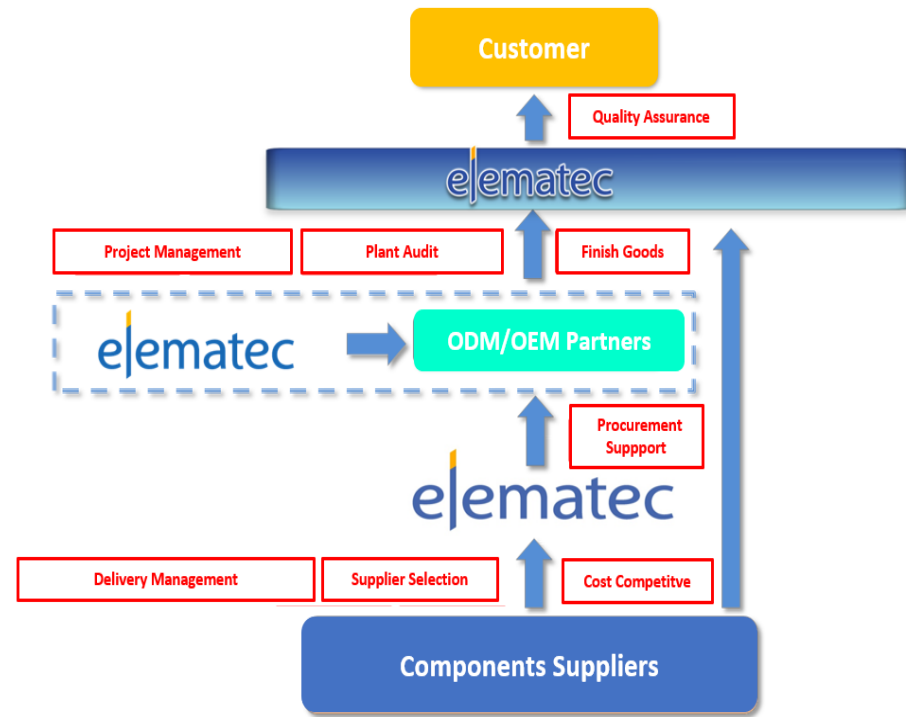 Customer
Quality Assurance
elematec
Project Management
Plant Audit
Finish Goods
elematec
ODM/OEM Partners
Procurement
Suppport
elematec
Delivery Management
Supplier Selection
Cost Competitve
Components Suppliers